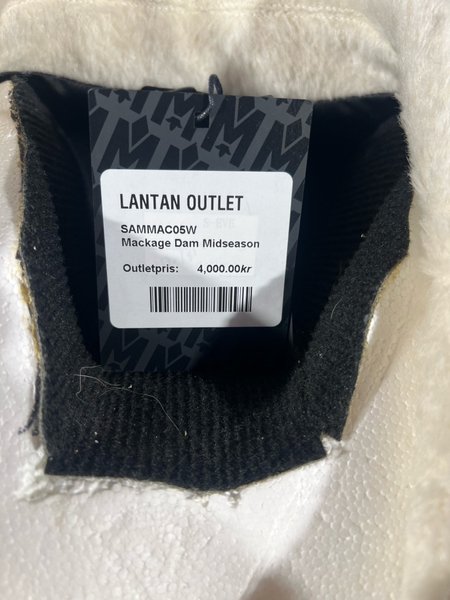 LANTAN OUTLET
SAMMAC05W
Mackage Dam Midseason
Outletpris: 4,000.00kr